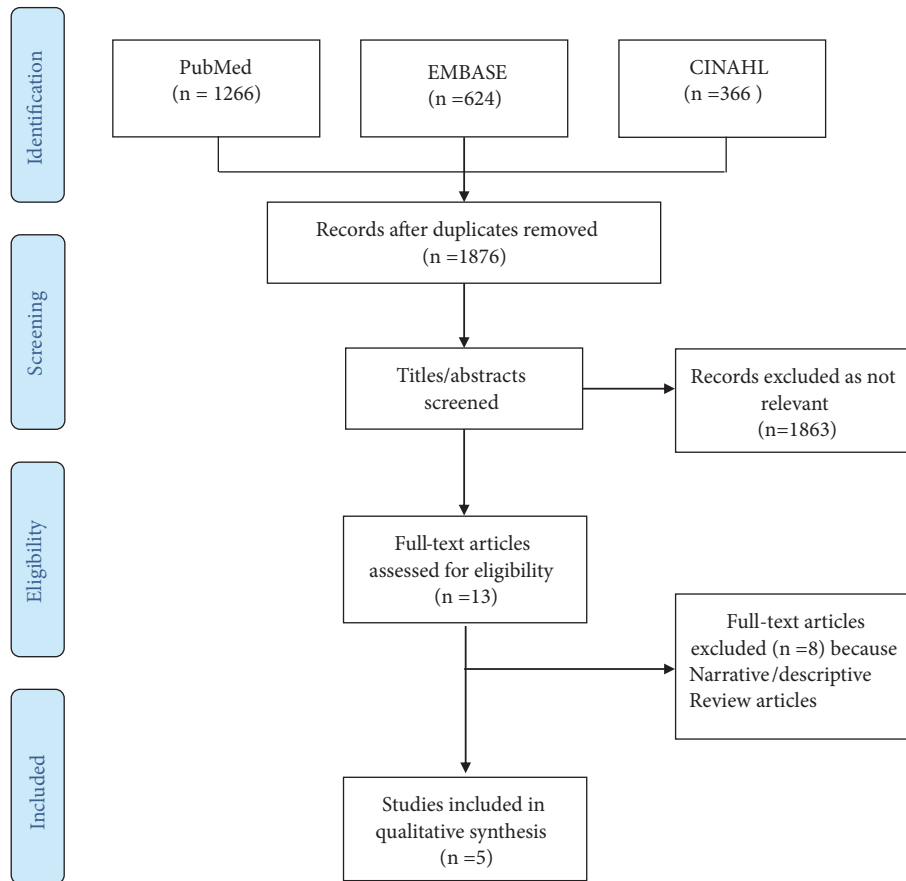 Identification
PubMed
(n = 1266)
EMBASE
(n =624)
CINAHL
(n =366 )
Records after duplicates removed
(n =1876)
Screening
Titles/abstracts
screened
Records excluded as not
relevant
(n=1863)
Eligibility
Full-text articles
assessed for eligibility
(n =13)
Full-text articles
excluded (n =8) because
Narrative/descriptive
Review articles
Included
Studies included in
qualitative synthesis
(n =5)